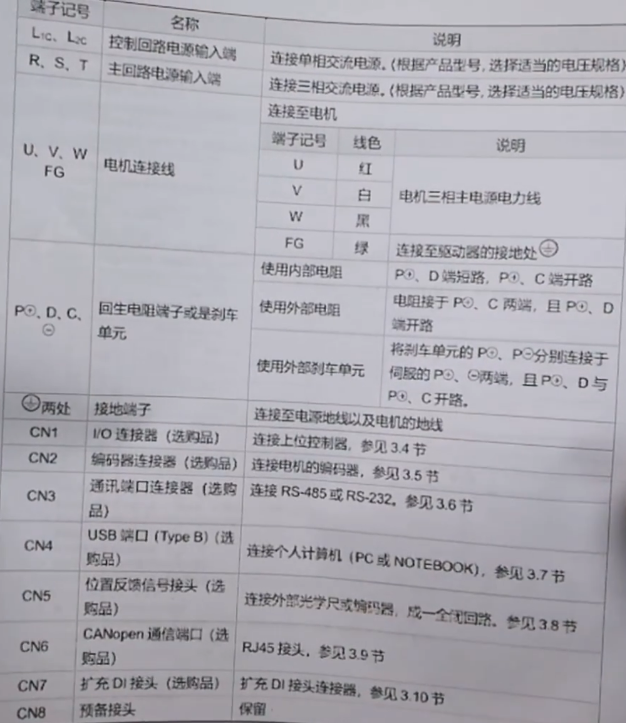 端子记号 名称 说明
L1C、L2C 控制回路电源输入端 连接单相交流电源。(根据产品型号,选择适当的电压规格)
R、S、T 主回路电源输入端 连接三相交流电源。(根据产品型号,选择适当的电压规格)
U、V、W
FG
电机连接线
连接至电机
端子记号 线色 说明
U 红
V 白
W 黑
电机三相主电源电力线
FG 绿 连接至驱动器的接地处⏚
P⊕、D、C、
⊖
回生电阻端子或是刹车
单元
使用内部电阻 P⊕、D 端短路,P⊕、C 端开路
使用外部电阻 电阻接于 P⊕、C 两端,且 P⊕、D
端开路
使用外部刹车单元 将刹车单元的 P⊕、P⊖分别连接于
伺服的 P⊕、⊖两端,且 P⊕、D 与
P⊕、C 开路。
⏚两处 接地端子 连接至电源地线以及电机的地线
CN1 I/O 连接器(选购品) 连接上位控制器,参见 3.4 节
CN2 编码器连接器(选购品) 连接电机的编码器,参见 3.5 节
CN3 通讯端口连接器(选购
品)
连接 RS-485 或 RS-232。参见 3.6 节
CN4 USB 端口(Type B)(选
购品)
连接个人计算机(PC 或 NOTEBOOK),参见 3.7 节
CN5 位置反馈信号接头(选
购品)
连接外部光学尺或编码器,成一全闭回路。参见 3.8 节
CN6 CANopen 通信端口(选
购品)
RJ45 接头,参见 3.9 节
CN7 扩充 DI 接头(选购品) 扩充 DI 接头连接器,参见 3.10 节
CN8 预备接头 保留